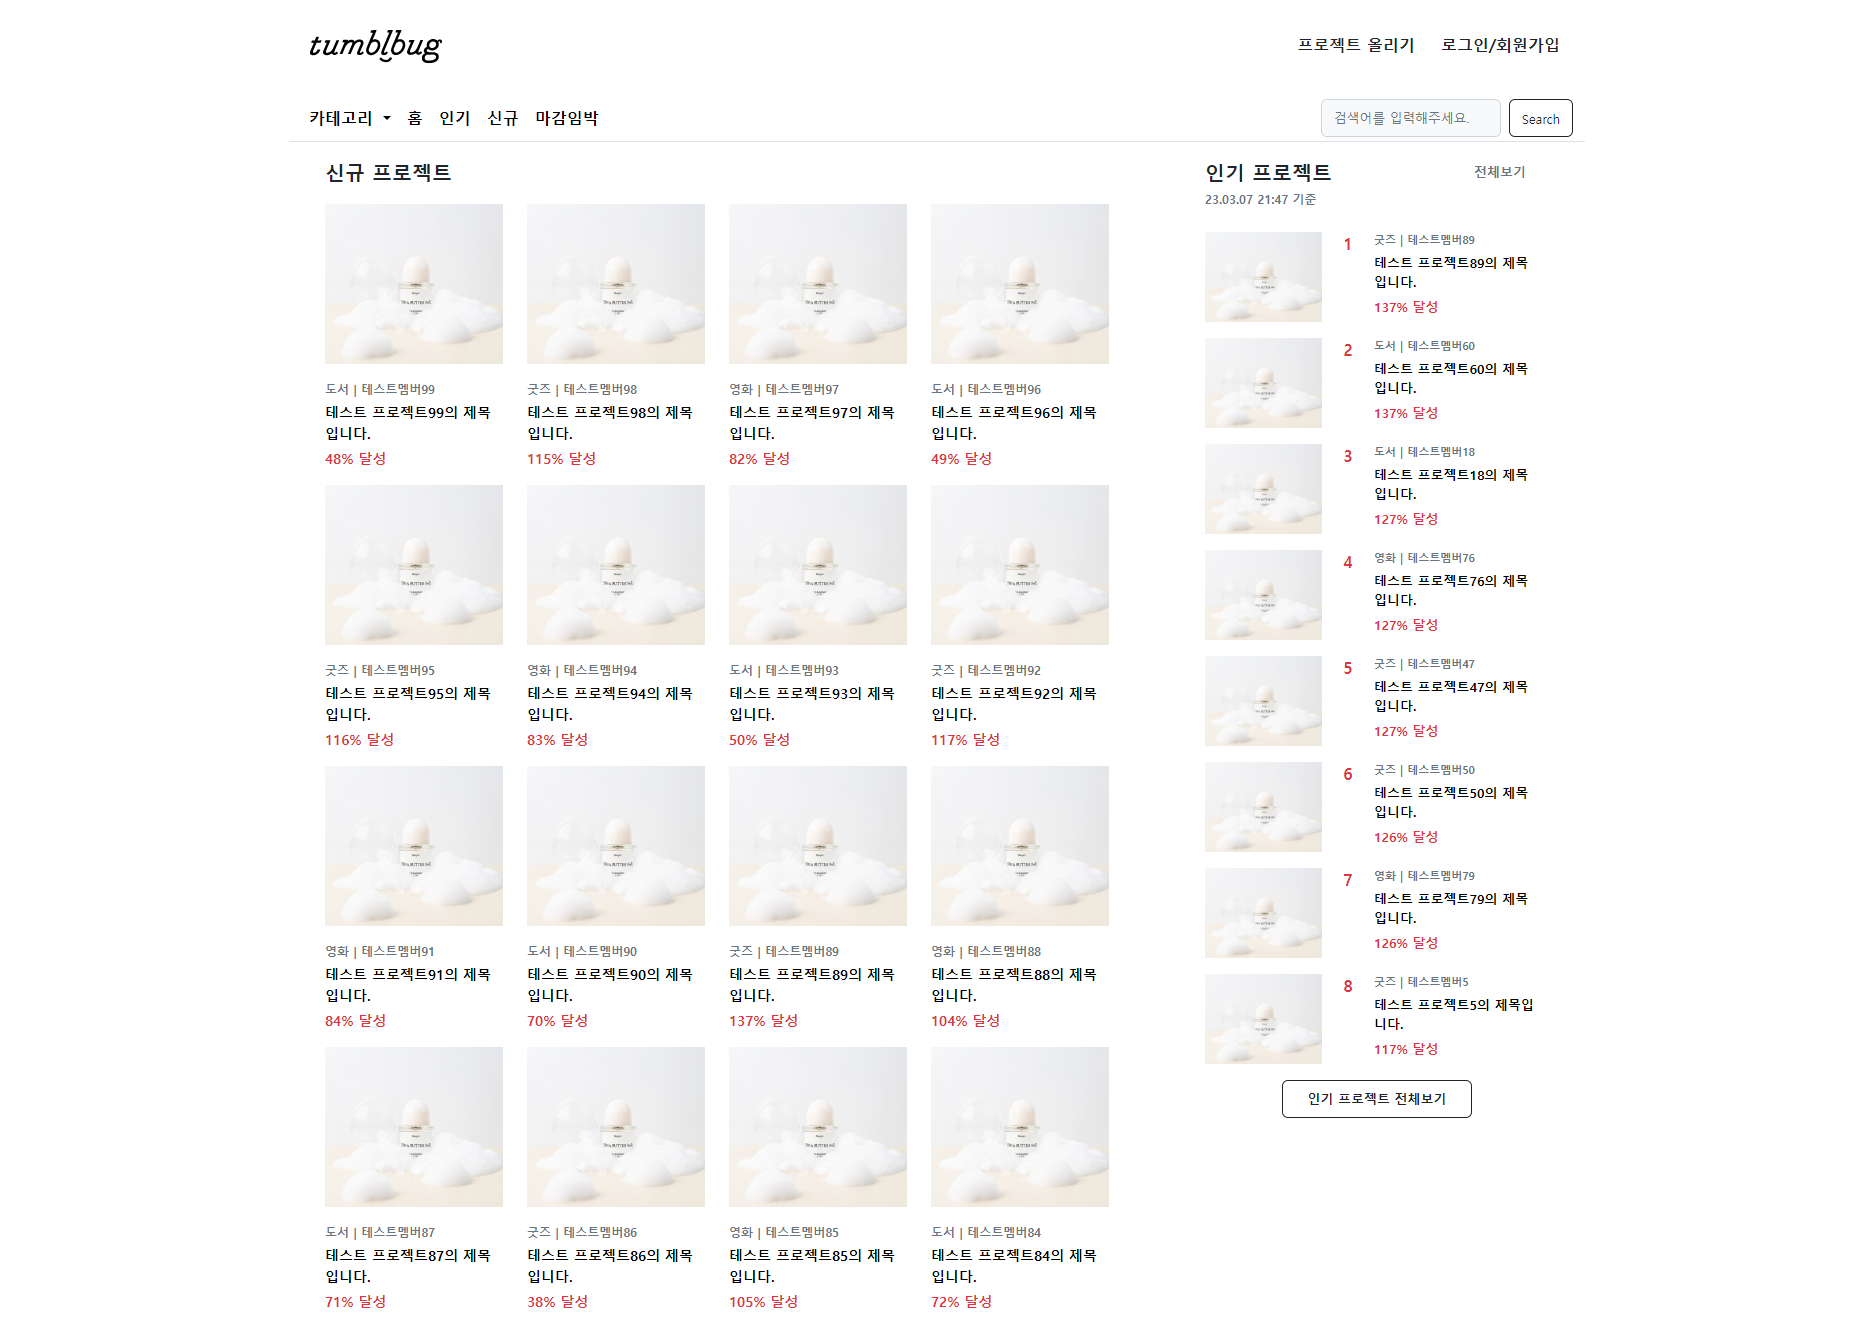 tumblbug
프로젝트 올리기 로그인/회원가입
카테고리 홈 인기 신규 마감임박
검색어를 입력해주세요. Search
신규 프로젝트
도서 | 테스트멤버99
테스트 프로젝트99의 제목
입니다.
48% 달성
굿즈 | 테스트멤버98
테스트 프로젝트98의 제목
입니다.
115% 달성
영화 | 테스트멤버97
테스트 프로젝트97의 제목
입니다.
82% 달성
도서 | 테스트멤버96
테스트 프로젝트96의 제목
입니다.
49% 달성
굿즈 | 테스트멤버95
테스트 프로젝트95의 제목
입니다.
116% 달성
영화 | 테스트멤버94
테스트 프로젝트94의 제목
입니다.
83% 달성
도서 | 테스트멤버93
테스트 프로젝트93의 제목
입니다.
50% 달성
굿즈 | 테스트멤버92
테스트 프로젝트92의 제목
입니다.
117% 달성
영화 | 테스트멤버91
테스트 프로젝트91의 제목
입니다.
84% 달성
도서 | 테스트멤버90
테스트 프로젝트90의 제목
입니다.
70% 달성
굿즈 | 테스트멤버89
테스트 프로젝트89의 제목
입니다.
137% 달성
영화 | 테스트멤버88
테스트 프로젝트88의 제목
입니다.
104% 달성
도서 | 테스트멤버87
테스트 프로젝트87의 제목
입니다.
71% 달성
굿즈 | 테스트멤버86
테스트 프로젝트86의 제목
입니다.
38% 달성
영화 | 테스트멤버85
테스트 프로젝트85의 제목
입니다.
105% 달성
도서 | 테스트멤버84
테스트 프로젝트84의 제목
입니다.
72% 달성
인기 프로젝트 전체보기
23.03.07 21:47 기준
1 굿즈 | 테스트멤버89
테스트 프로젝트89의 제목
입니다.
137% 달성
2 도서 | 테스트멤버60
테스트 프로젝트60의 제목
입니다.
137% 달성
3 도서 | 테스트멤버18
테스트 프로젝트18의 제목
입니다.
127% 달성
4 영화 | 테스트멤버76
테스트 프로젝트76의 제목
입니다.
127% 달성
5 굿즈 | 테스트멤버47
테스트 프로젝트47의 제목
입니다.
127% 달성
6 굿즈 | 테스트멤버50
테스트 프로젝트50의 제목
입니다.
126% 달성
7 영화 | 테스트멤버79
테스트 프로젝트79의 제목
입니다.
126% 달성
8 굿즈 | 테스트멤버5
테스트 프로젝트5의 제목입
니다.
117% 달성
인기 프로젝트 전체보기